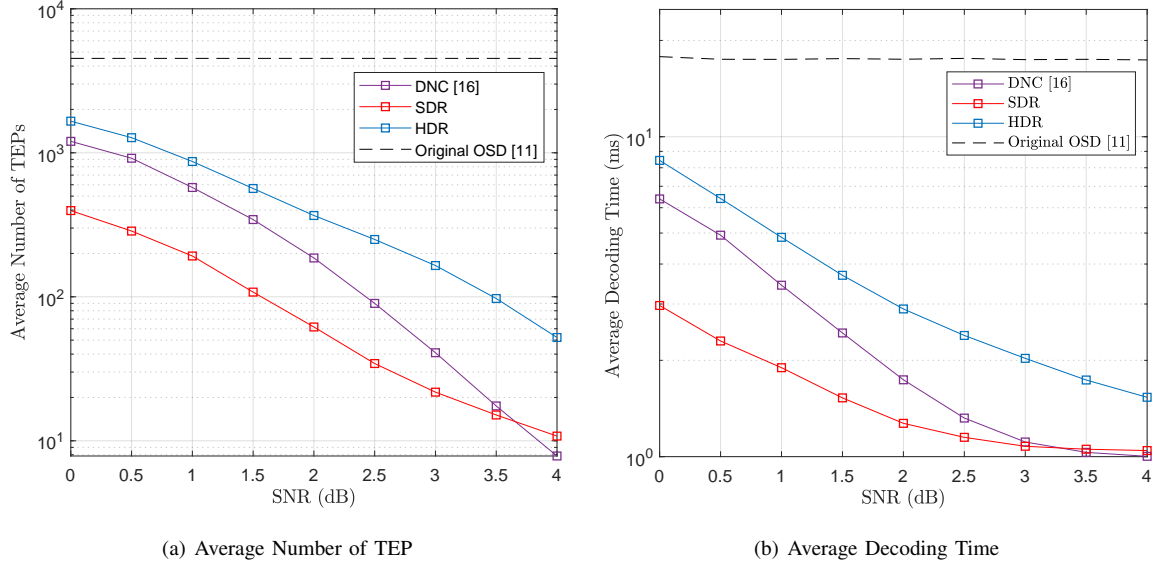 10^4
10^3
10^2
10^1
Average Number of TEPs
DNC [16]
SDR
HDR
Original OSD [11]
0 0.5 1 1.5 2 2.5 3 3.5 4
SNR (dB)
(a) Average Number of TEP
10^1
10^0
Average Decoding Time (ms)
DNC [16]
SDR
HDR
Original OSD [11]
0 0.5 1 1.5 2 2.5 3 3.5 4
SNR (dB)
(b) Average Decoding Time